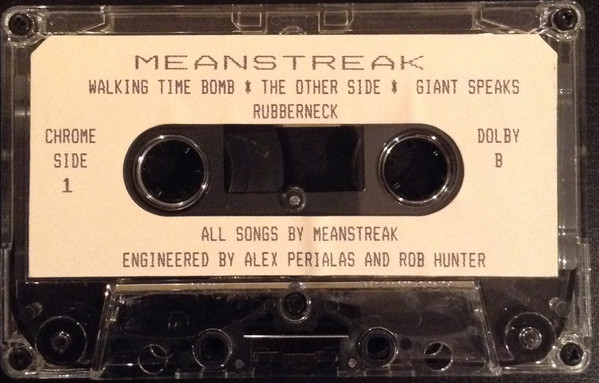 MEANSTREAK
WALKING TIME BOMB * THE OTHER SIDE * GIANT SPEAKS
RUBBERNECK
CHROME
SIDE
1
DOLBY
B
ALL SONGS BY MEANSTREAK
ENGINEERED BY ALEX PERIALAS AND ROB HUNTER